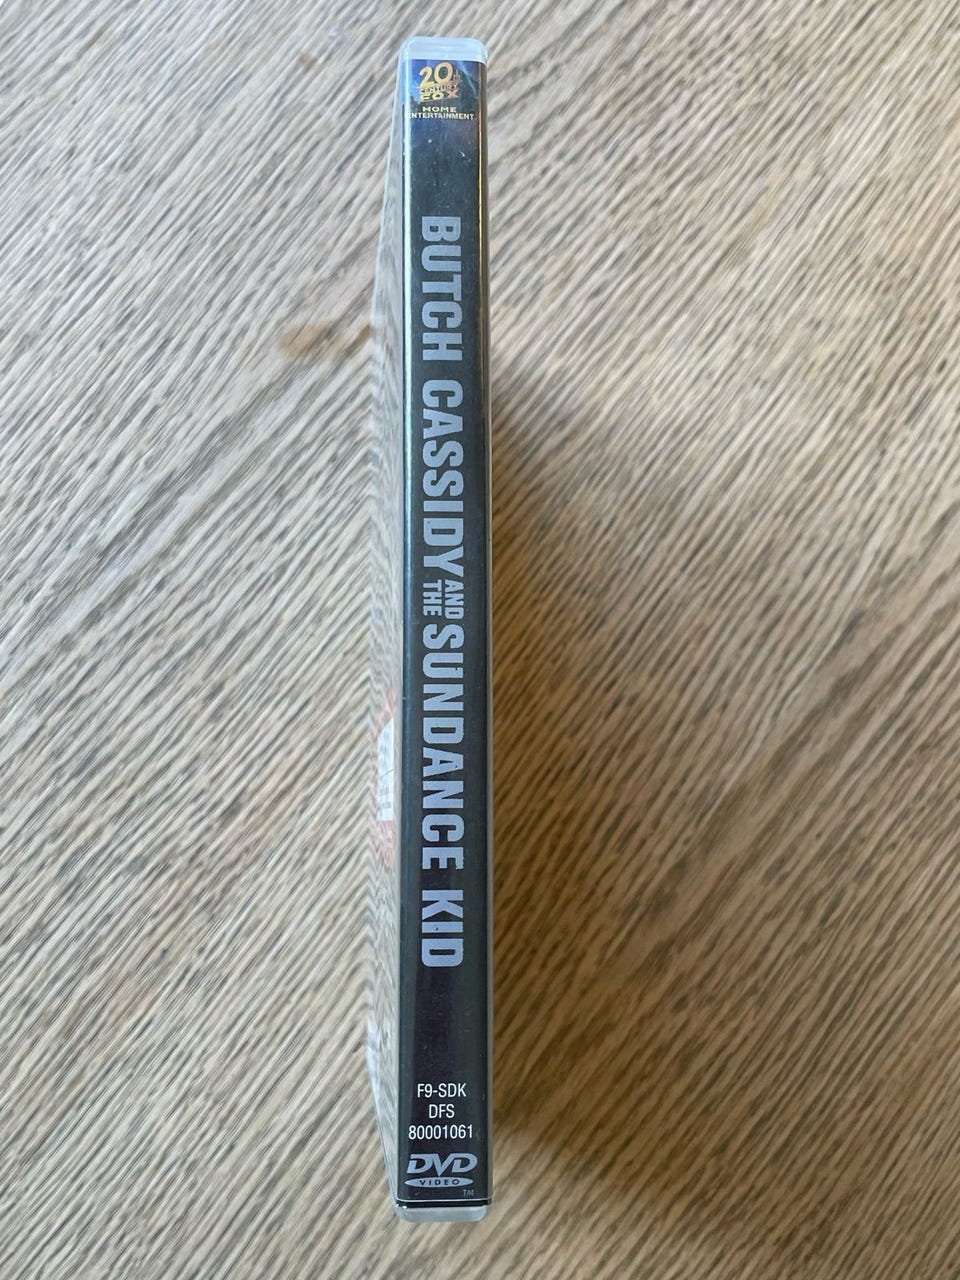 20th
CENTURY
FOX
HOME
ENTERTAINMENT
BUTCH CASSIDY AND THE SUNDANCE KID
F9-SDK
DFS
80001061
DVD
VIDEO
TM